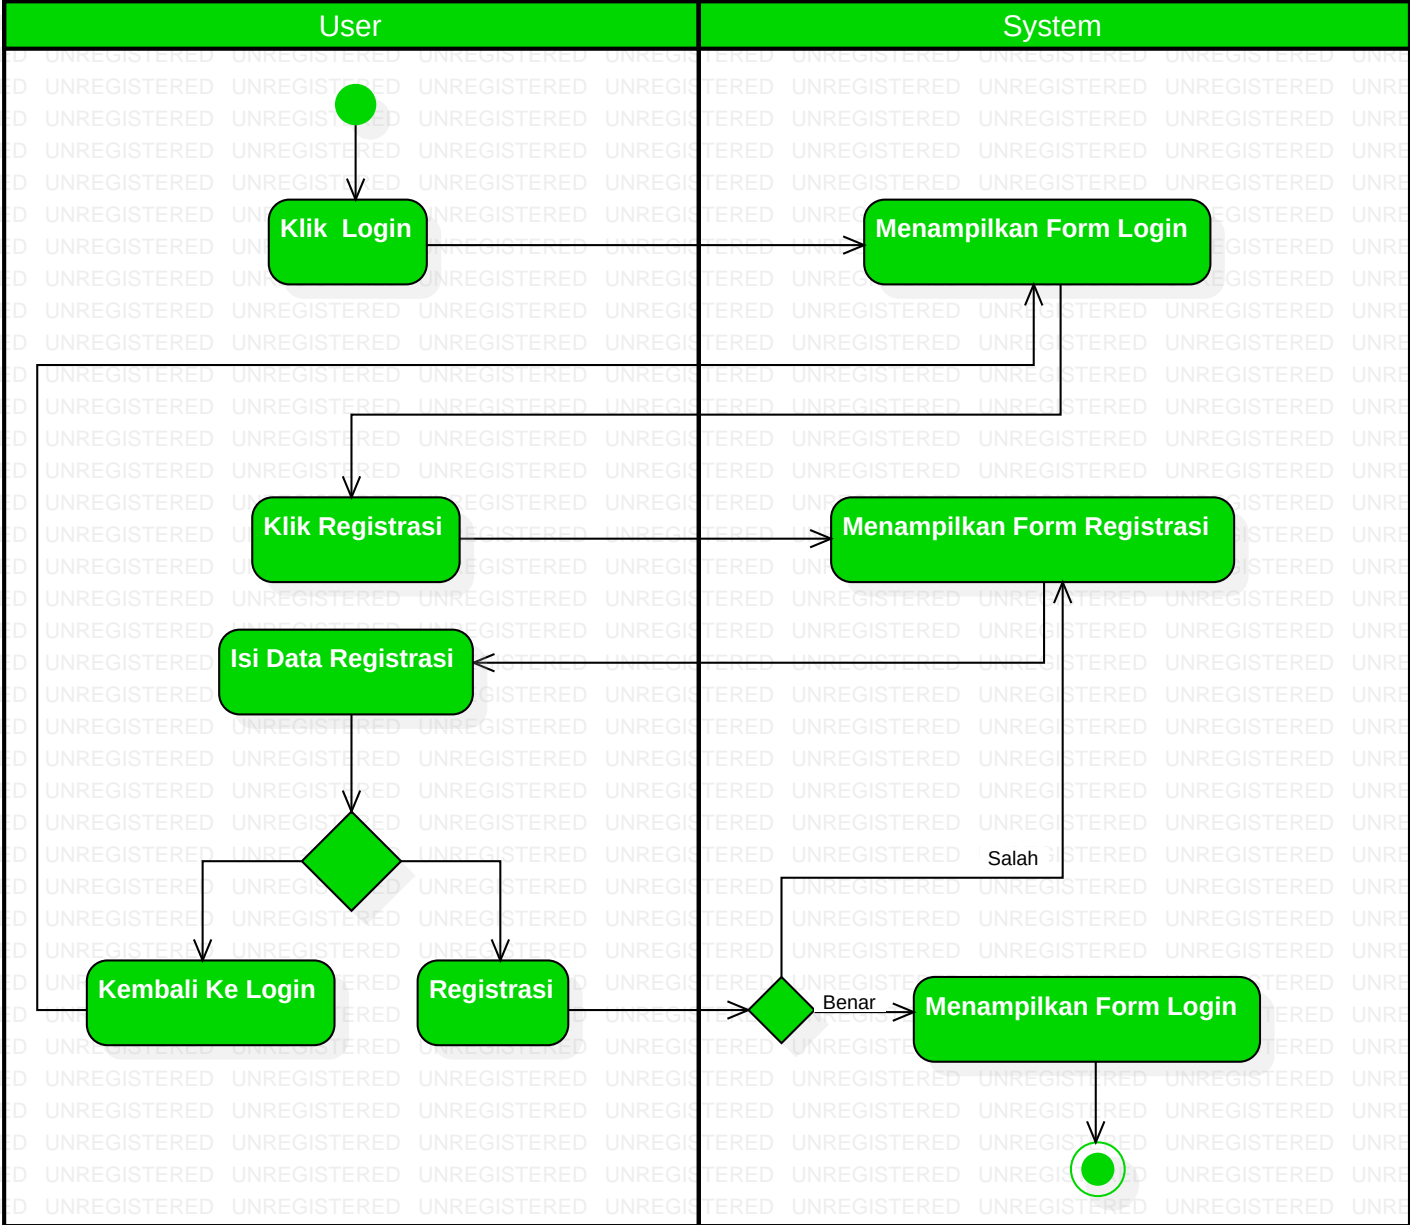 User
System
Klik  Login
Menampilkan Form Login
Klik Registrasi
Menampilkan Form Registrasi
Isi Data Registrasi
Salah
Kembali Ke Login
Registrasi
Benar
Menampilkan Form Login
UNREGISTERED